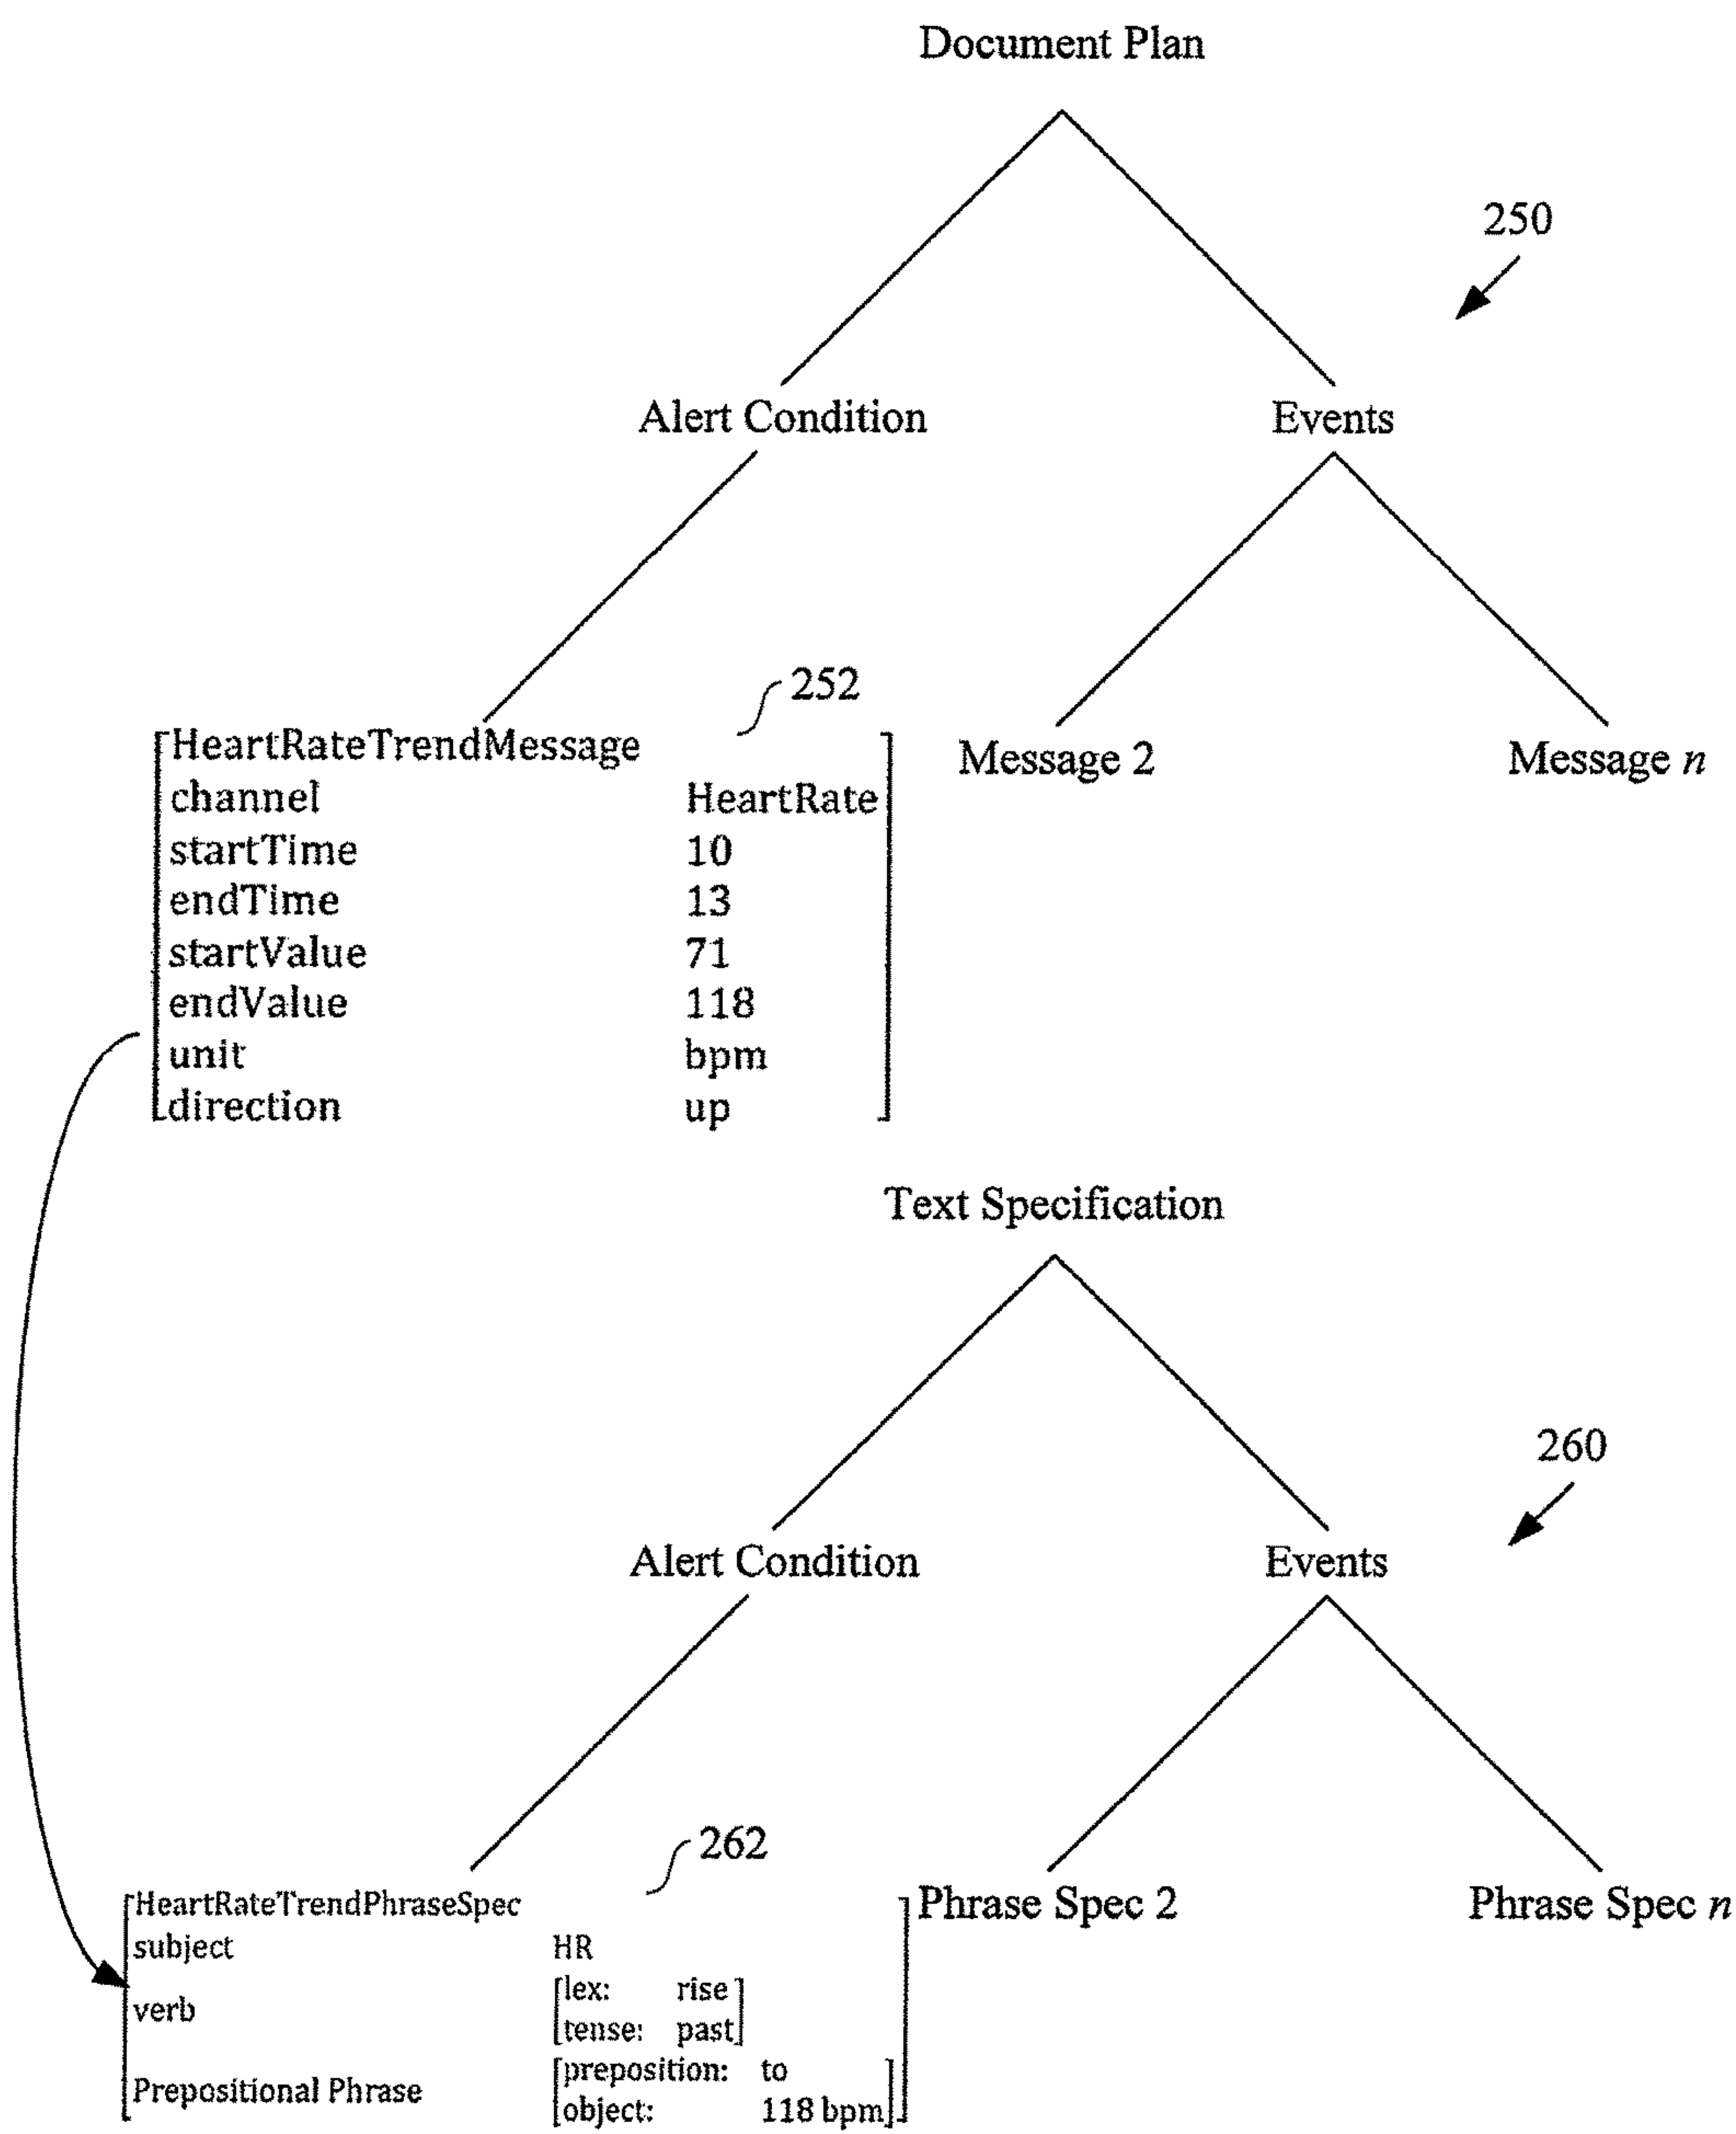 Document Plan
250
Alert Condition Events
252
HeartRateTrendMessage Message 2 Message n
channel HeartRate
startTime 10
endTime 13
startValue 71
endValue 118
unit bpm
direction up
Text Specification
260
Alert Condition Events
262
HeartRateTrendPhraseSpec Phrase Spec 2 Phrase Spec n
subject HR
verb [lex: rise]
[tense: past]
Prepositional Phrase [preposition: to]
[object: 118 bpm]